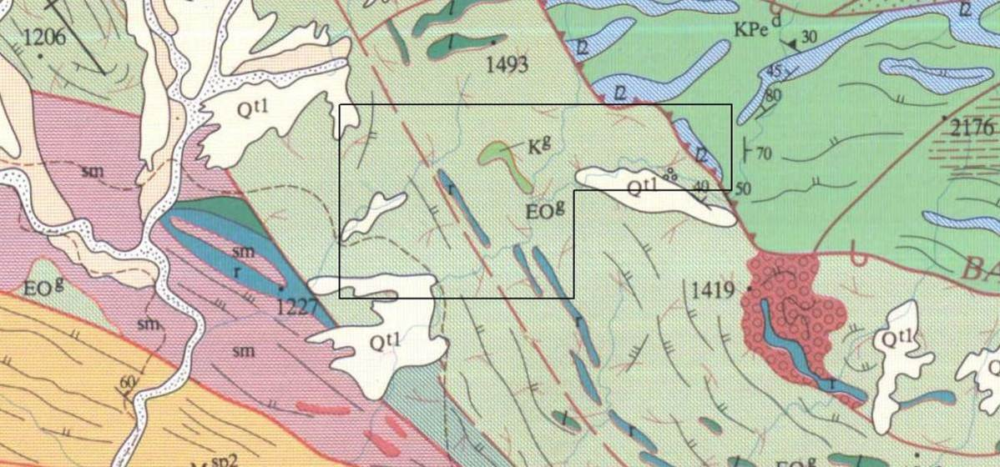 1206
l
l
1493
l2
l2
KPe d
30
l2
45
80
Qt1
2176
sm
Kg
l2
70
r
EOg
Qt1
40
50
sm
r
EOg
1227
1419
BA
sm
r
Qt1
Qt1
Q
sm
60
r
l
r
sp2
EOg